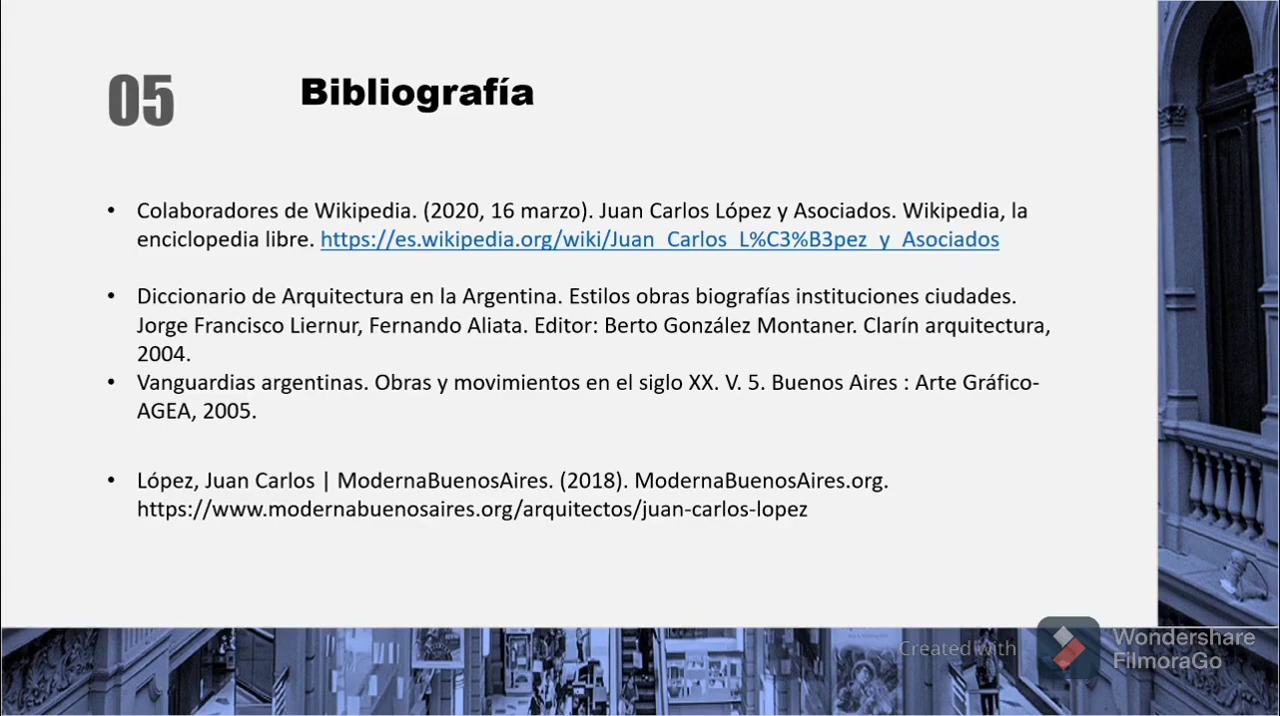 05
Bibliografía
• Colaboradores de Wikipedia. (2020, 16 marzo). Juan Carlos López y Asociados. Wikipedia, la
enciclopedia libre. https://es.wikipedia.org/wiki/Juan_Carlos_L%C3%B3pez_y_Asociados
• Diccionario de Arquitectura en la Argentina. Estilos obras biografías instituciones ciudades.
Jorge Francisco Liernur, Fernando Aliata. Editor: Berto González Montaner. Clarín arquitectura,
2004.
• Vanguardias argentinas. Obras y movimientos en el siglo XX. V. 5. Buenos Aires : Arte Gráfico-
AGEA, 2005.
• López, Juan Carlos | ModernaBuenosAires. (2018). ModernaBuenosAires.org.
https://www.modernabuenosaires.org/arquitectos/juan-carlos-lopez
Created with
Wondershare
FilmoraGo